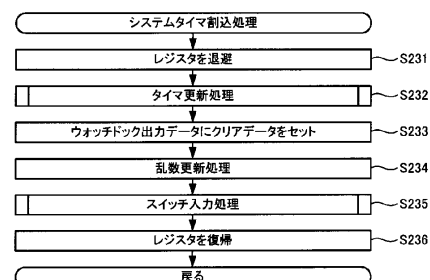 システムタイマ割込処理
レジスタを退避 S231
タイマ更新処理 S232
ウォッチドック出力データにクリアデータをセット S233
乱数更新処理 S234
スイッチ入力処理 S235
レジスタを復帰 S236
戻る